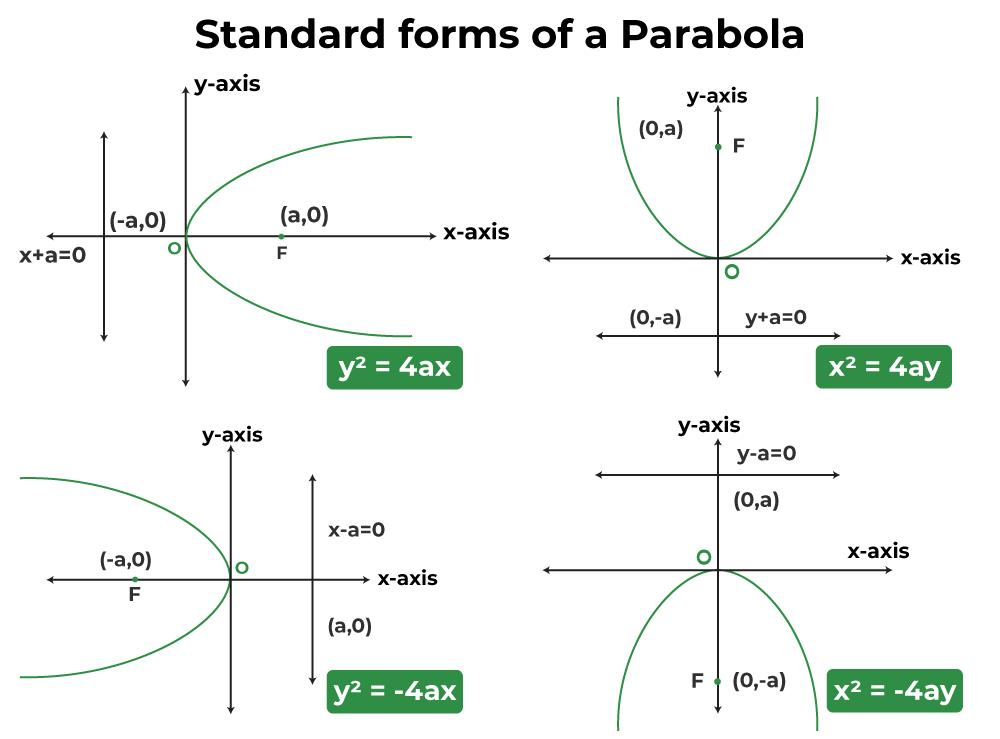 Standard forms of a Parabola
y-axis
(-a,0)
(a,0)
x-axis
x+a=0
O
F
y² = 4ax
y-axis
(0,a)
F
x-axis
O
(0,-a)
y+a=0
x² = 4ay
y-axis
x-a=0
(-a,0)
O
F
x-axis
(a,0)
y² = -4ax
y-axis
y-a=0
(0,a)
O
x-axis
F
(0,-a)
x² = -4ay